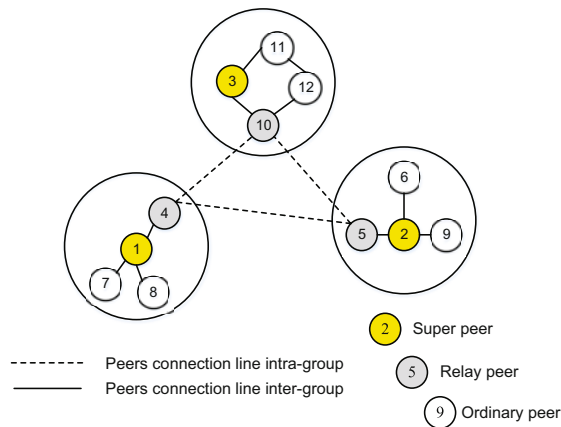 11
3
12
10
6
4
5
2
9
1
7
8
2 Super peer
5 Relay peer
9 Ordinary peer
Peers connection line intra-group
Peers connection line inter-group